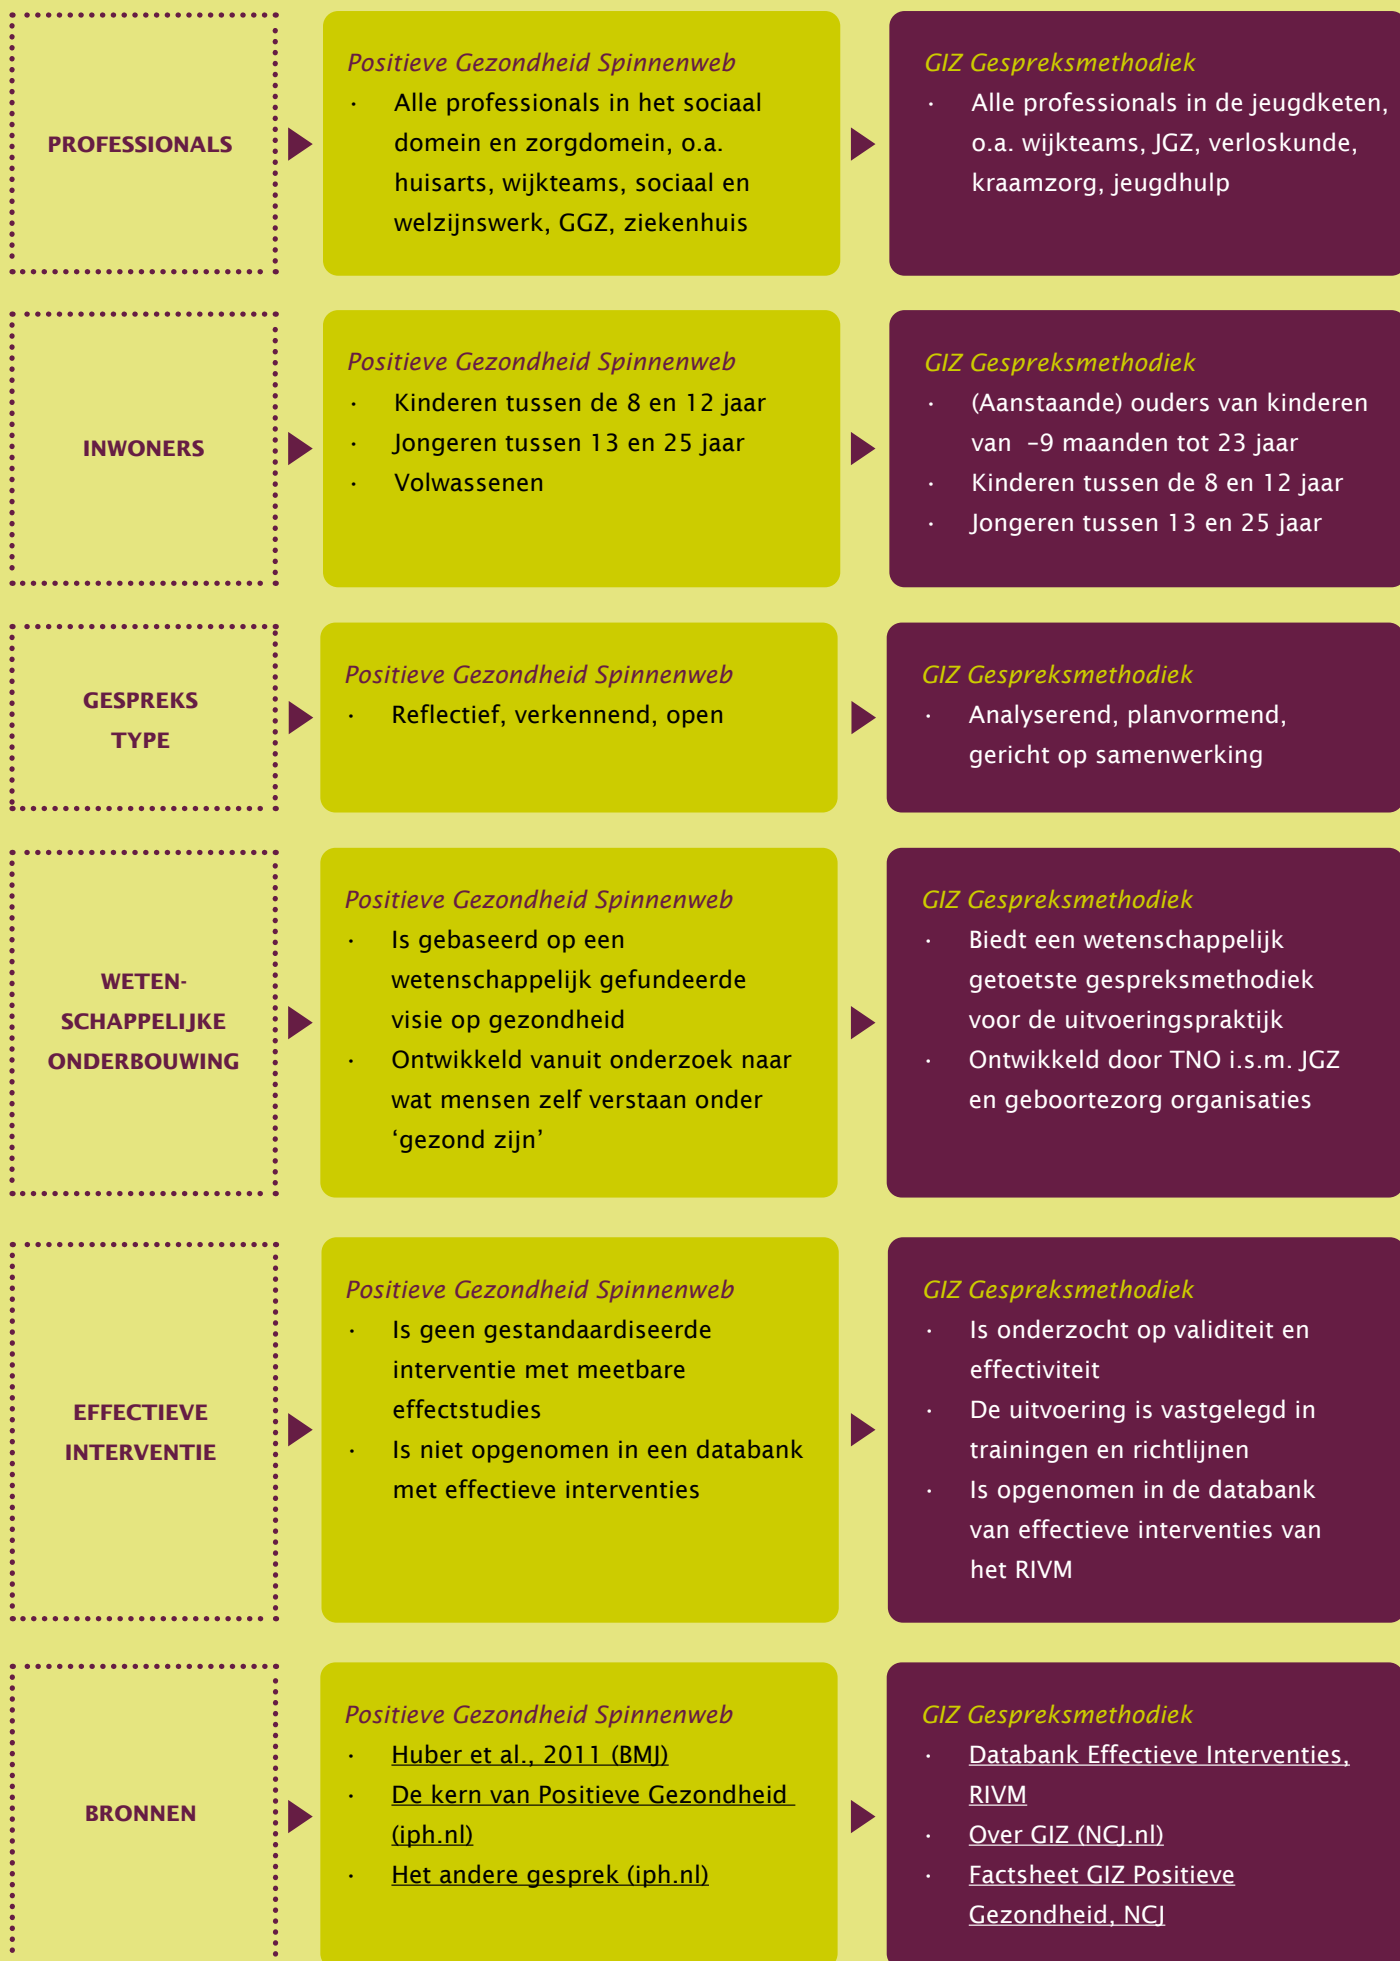 PROFESSIONALS
Positieve Gezondheid Spinnenweb
· Alle professionals in het sociaal
domein en zorgdomein, o.a.
huisarts, wijkteams, sociaal en
welzijnswerk, GGZ, ziekenhuis
GIZ Gespreksmethodiek
· Alle professionals in de jeugdketen,
o.a. wijkteams, JGZ, verloskunde,
kraamzorg, jeugdhulp
INWONERS
Positieve Gezondheid Spinnenweb
· Kinderen tussen de 8 en 12 jaar
· Jongeren tussen 13 en 25 jaar
· Volwassenen
GIZ Gespreksmethodiek
· (Aanstaande) ouders van kinderen
van -9 maanden tot 23 jaar
· Kinderen tussen de 8 en 12 jaar
· Jongeren tussen 13 en 25 jaar
GESPREKS
TYPE
Positieve Gezondheid Spinnenweb
· Reflectief, verkennend, open
GIZ Gespreksmethodiek
· Analyserend, planvormend,
gericht op samenwerking
WETEN-
SCHAPPELIJKE
ONDERBOUWING
Positieve Gezondheid Spinnenweb
· Is gebaseerd op een
wetenschappelijk gefundeerde
visie op gezondheid
· Ontwikkeld vanuit onderzoek naar
wat mensen zelf verstaan onder
‘gezond zijn’
GIZ Gespreksmethodiek
· Biedt een wetenschappelijk
getoetste gespreksmethodiek
voor de uitvoeringspraktijk
· Ontwikkeld door TNO i.s.m. JGZ
en geboortezorg organisaties
EFFECTIEVE
INTERVENTIE
Positieve Gezondheid Spinnenweb
· Is geen gestandaardiseerde
interventie met meetbare
effectstudies
· Is niet opgenomen in een databank
met effectieve interventies
GIZ Gespreksmethodiek
· Is onderzocht op validiteit en
effectiviteit
· De uitvoering is vastgelegd in
trainingen en richtlijnen
· Is opgenomen in de databank
van effectieve interventies van
het RIVM
BRONNEN
Positieve Gezondheid Spinnenweb
· Huber et al., 2011 (BMJ)
· De kern van Positieve Gezondheid
(iph.nl)
· Het andere gesprek (iph.nl)
GIZ Gespreksmethodiek
· Databank Effectieve Interventies,
RIVM
· Over GIZ (NCJ.nl)
· Factsheet GIZ Positieve
Gezondheid, NCJ